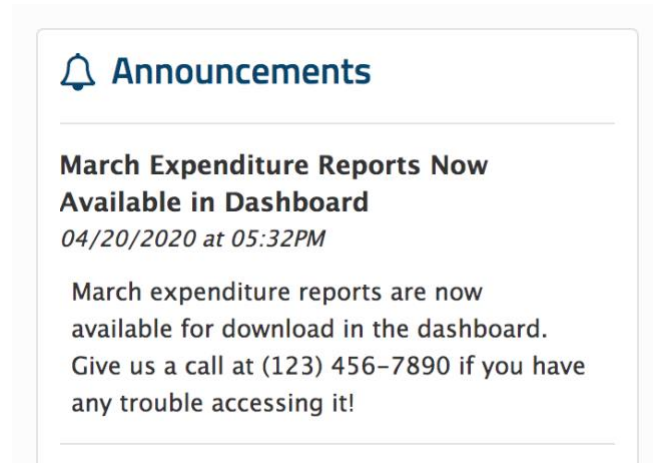 Announcements
March Expenditure Reports Now
Available in Dashboard
04/20/2020 at 05:32PM
March expenditure reports are now
available for download in the dashboard.
Give us a call at (123) 456-7890 if you have
any trouble accessing it!